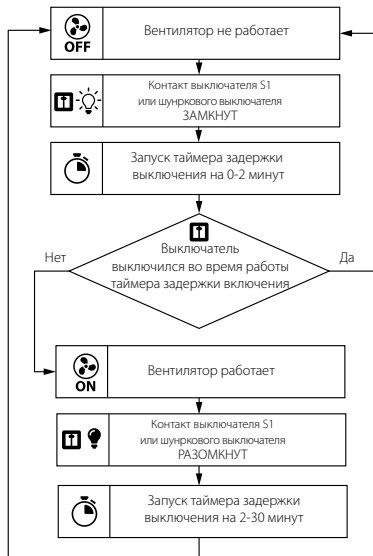 OFF
Вентилятор не работает
Контакт выключателя S1
или шунркового выключателя
ЗАМКНУТ
Запуск таймера задержки
выключения на 0-2 минут
Нет
Да
Выключатель
выключился во время работы
таймера задержки включения
ON
Вентилятор работает
Контакт выключателя S1
или шунркового выключателя
РАЗОМКНУТ
Запуск таймера задержки
выключения на 2-30 минут